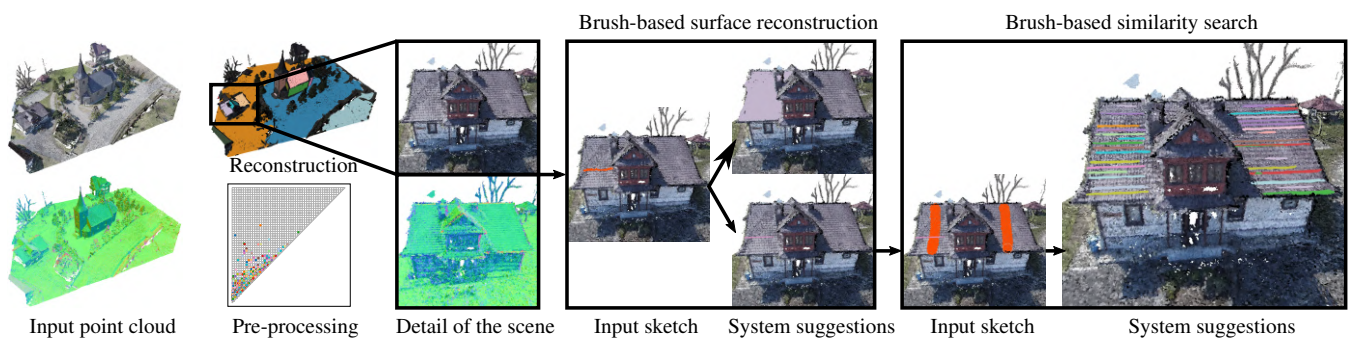 Brush-based surface reconstruction
Brush-based similarity search
Reconstruction
Input point cloud
Pre-processing
Detail of the scene
Input sketch
System suggestions
Input sketch
System suggestions